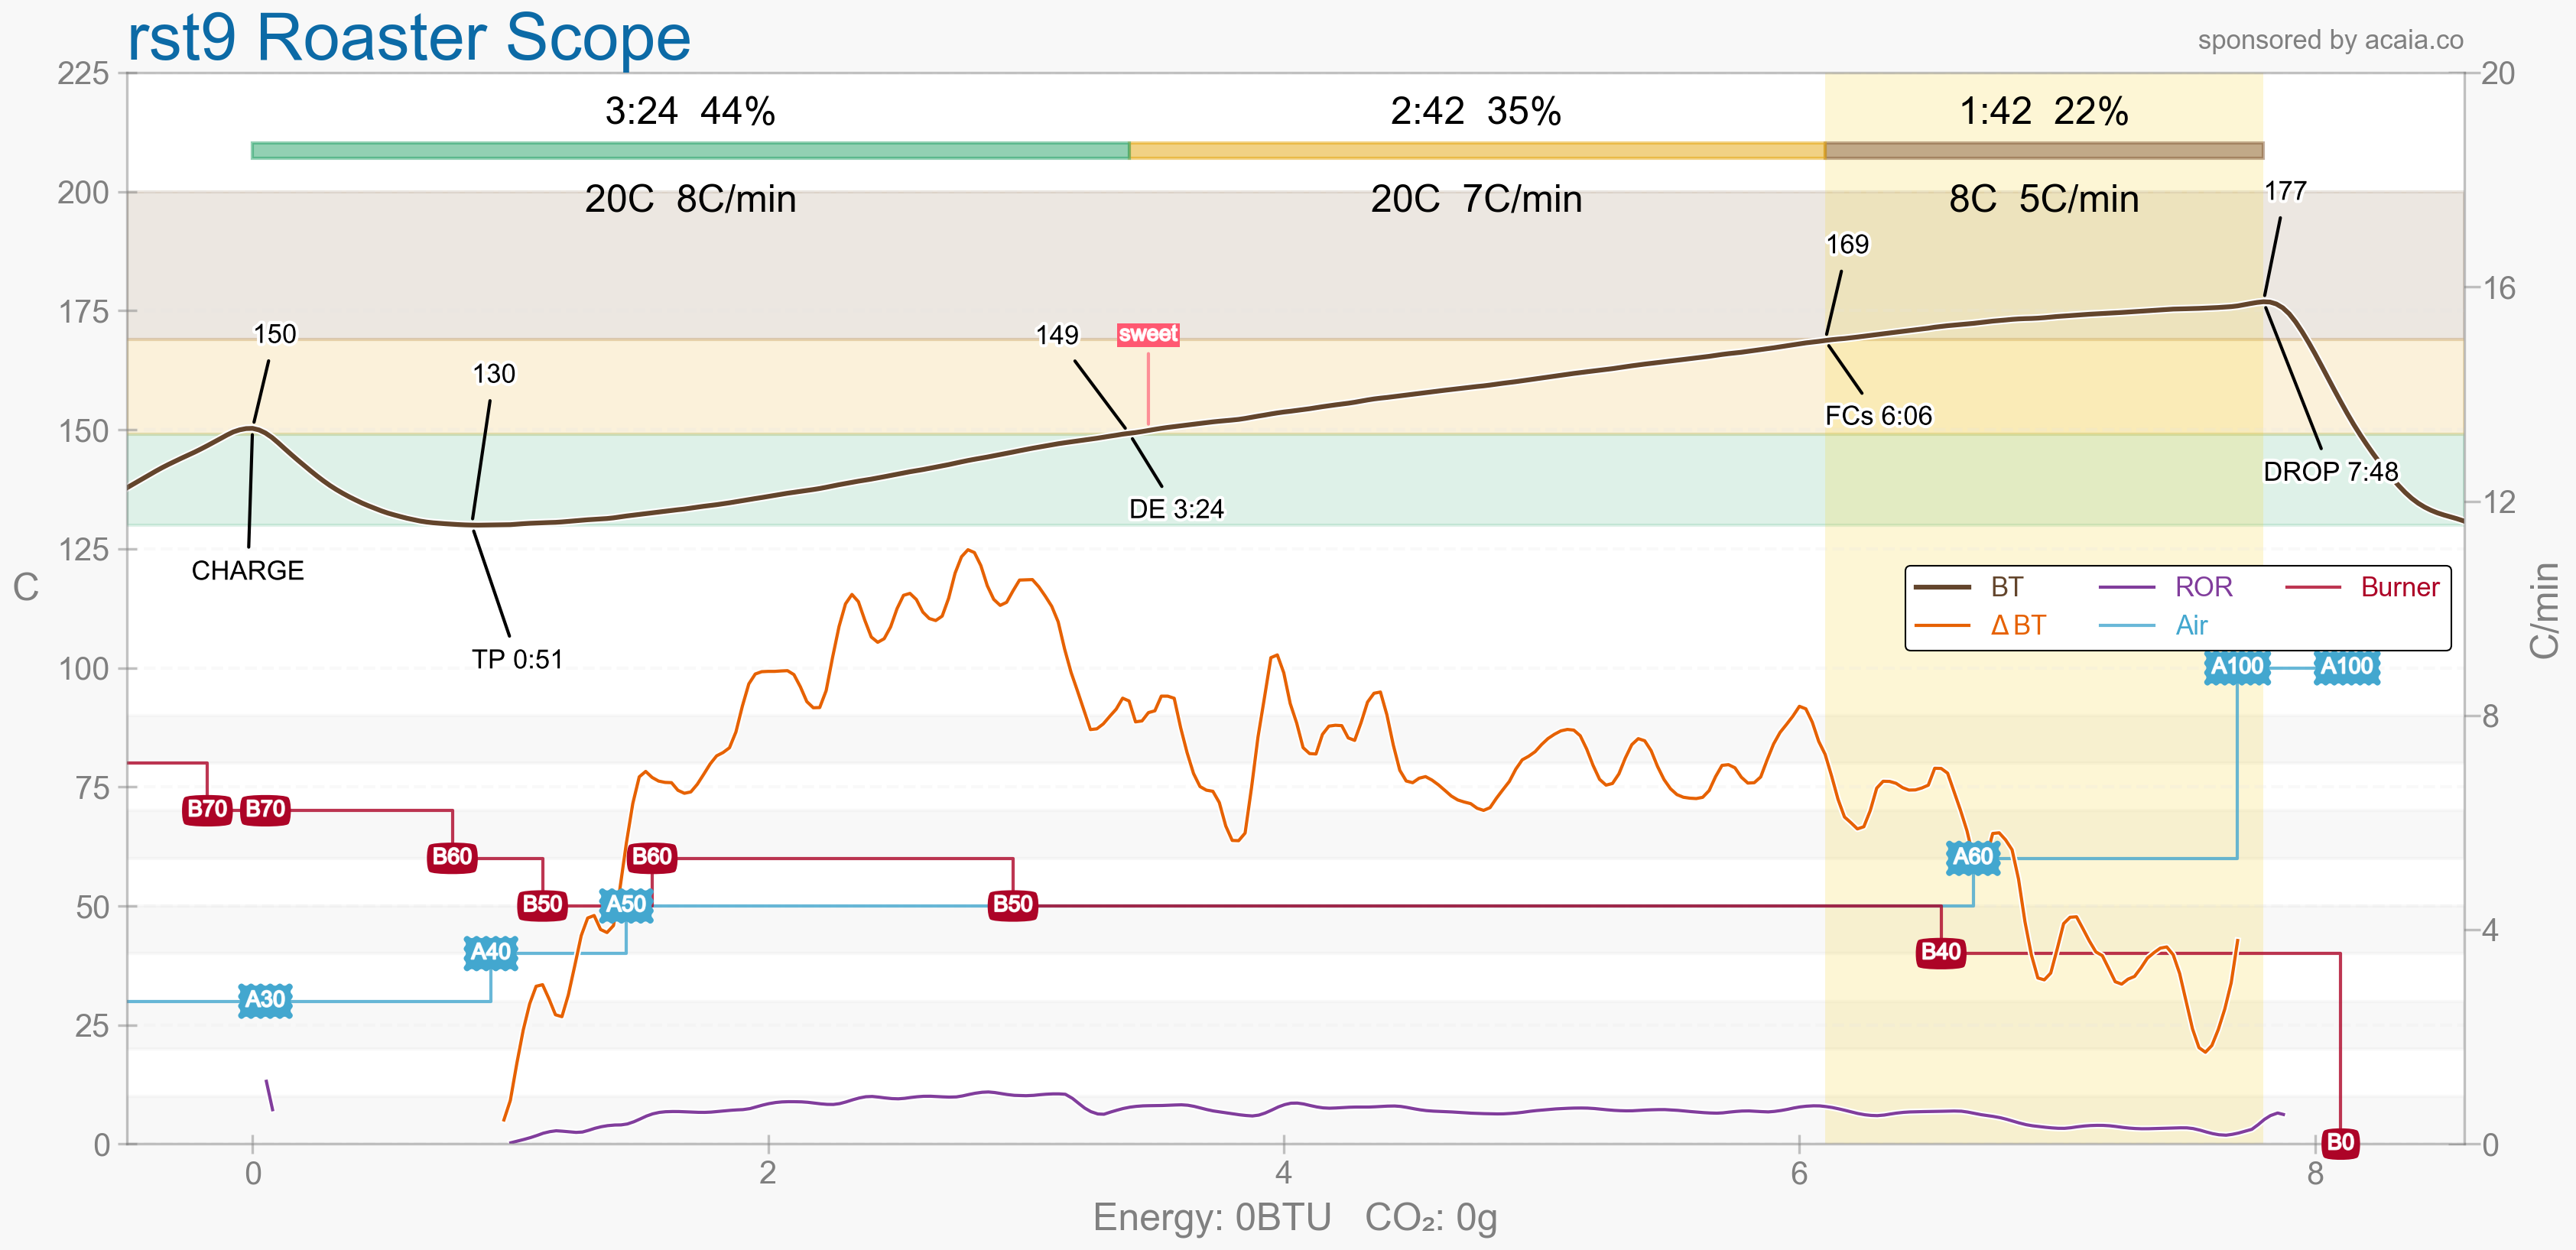 rst9 Roaster Scope
sponsored by acaia.co
225
20
3:24 44%
2:42 35%
1:42 22%
200
20C 8C/min
20C 7C/min
8C 5C/min
177
169
175
16
150
149
sweet
130
150
FCs 6:06
DROP 7:48
DE 3:24
12
125
CHARGE
C
C/min
BT
ROR
Burner
Δ BT
Air
TP 0:51
100
A100
A100
8
75
B70
B70
B60
B60
A60
50
B50
A50
B50
4
A40
B40
A30
25
0
B0
0
0
2
4
6
8
Energy: 0BTU CO₂: 0g